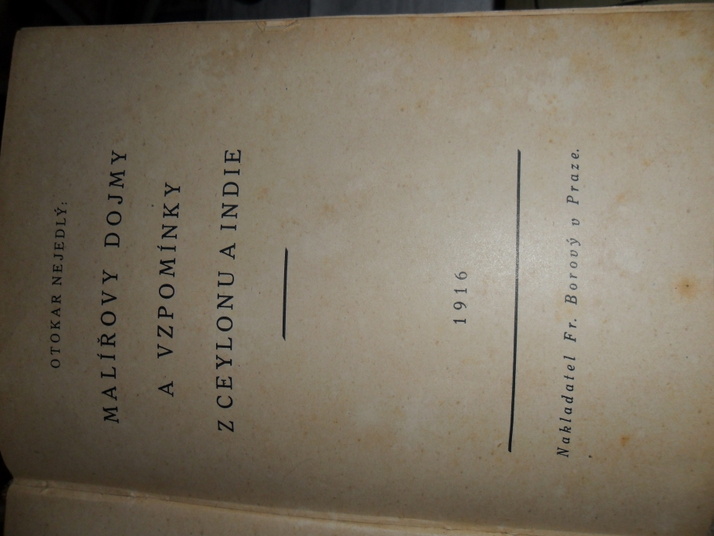 OTOKAR NEJEDLÝ:
MALÍŘOVY DOJMY
A VZPOMÍNKY
Z CEYLONU A INDIE
1916
Nakladatel Fr. Borový v Praze.